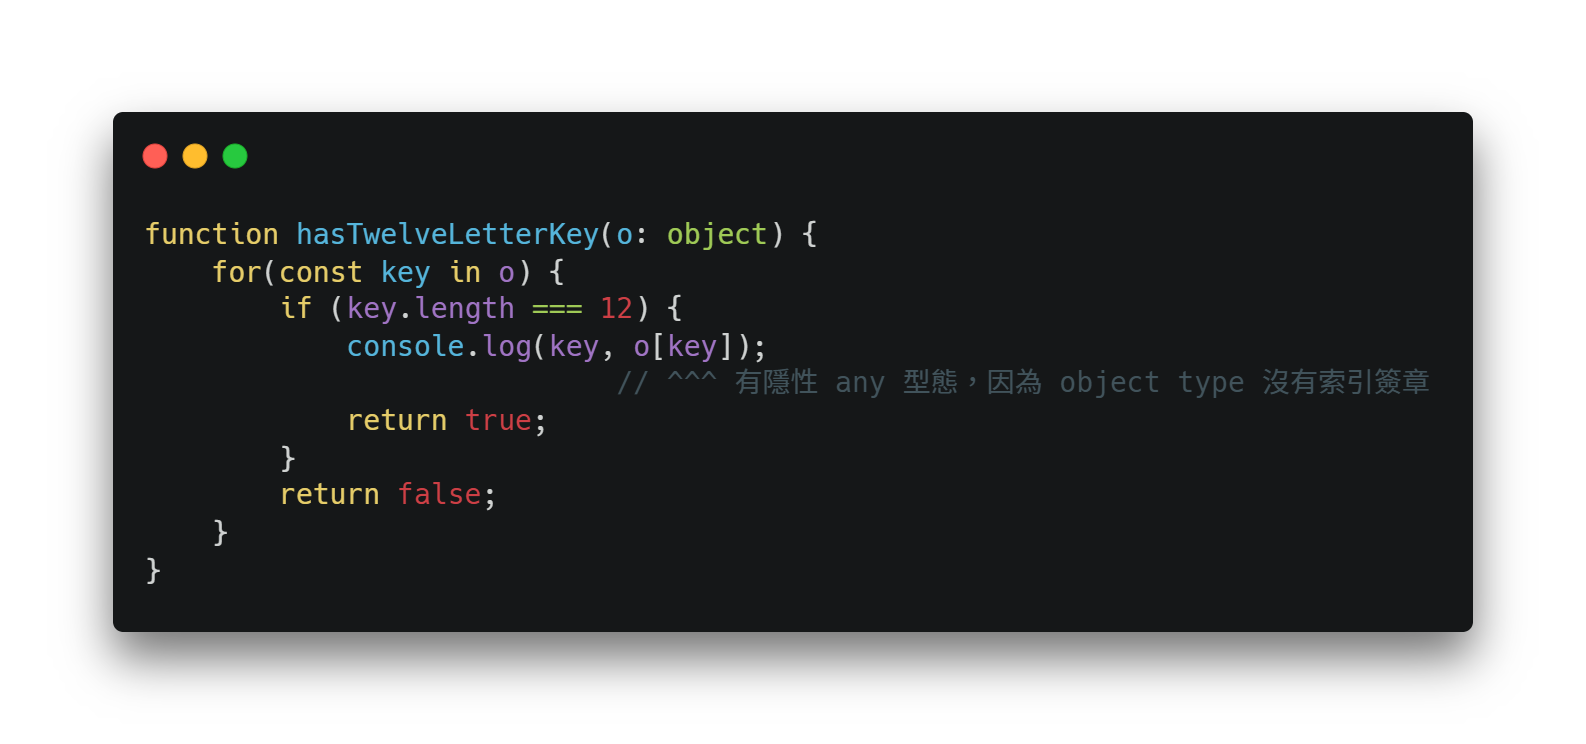 function hasTwelveLetterKey(o: object) {
    for(const key in o) {
        if (key.length === 12) {
            console.log(key, o[key]);
                            // ^^^ 有隱性 any 型態，因為 object type 沒有索引簽章
            return true;
        }
        return false;
    }
}